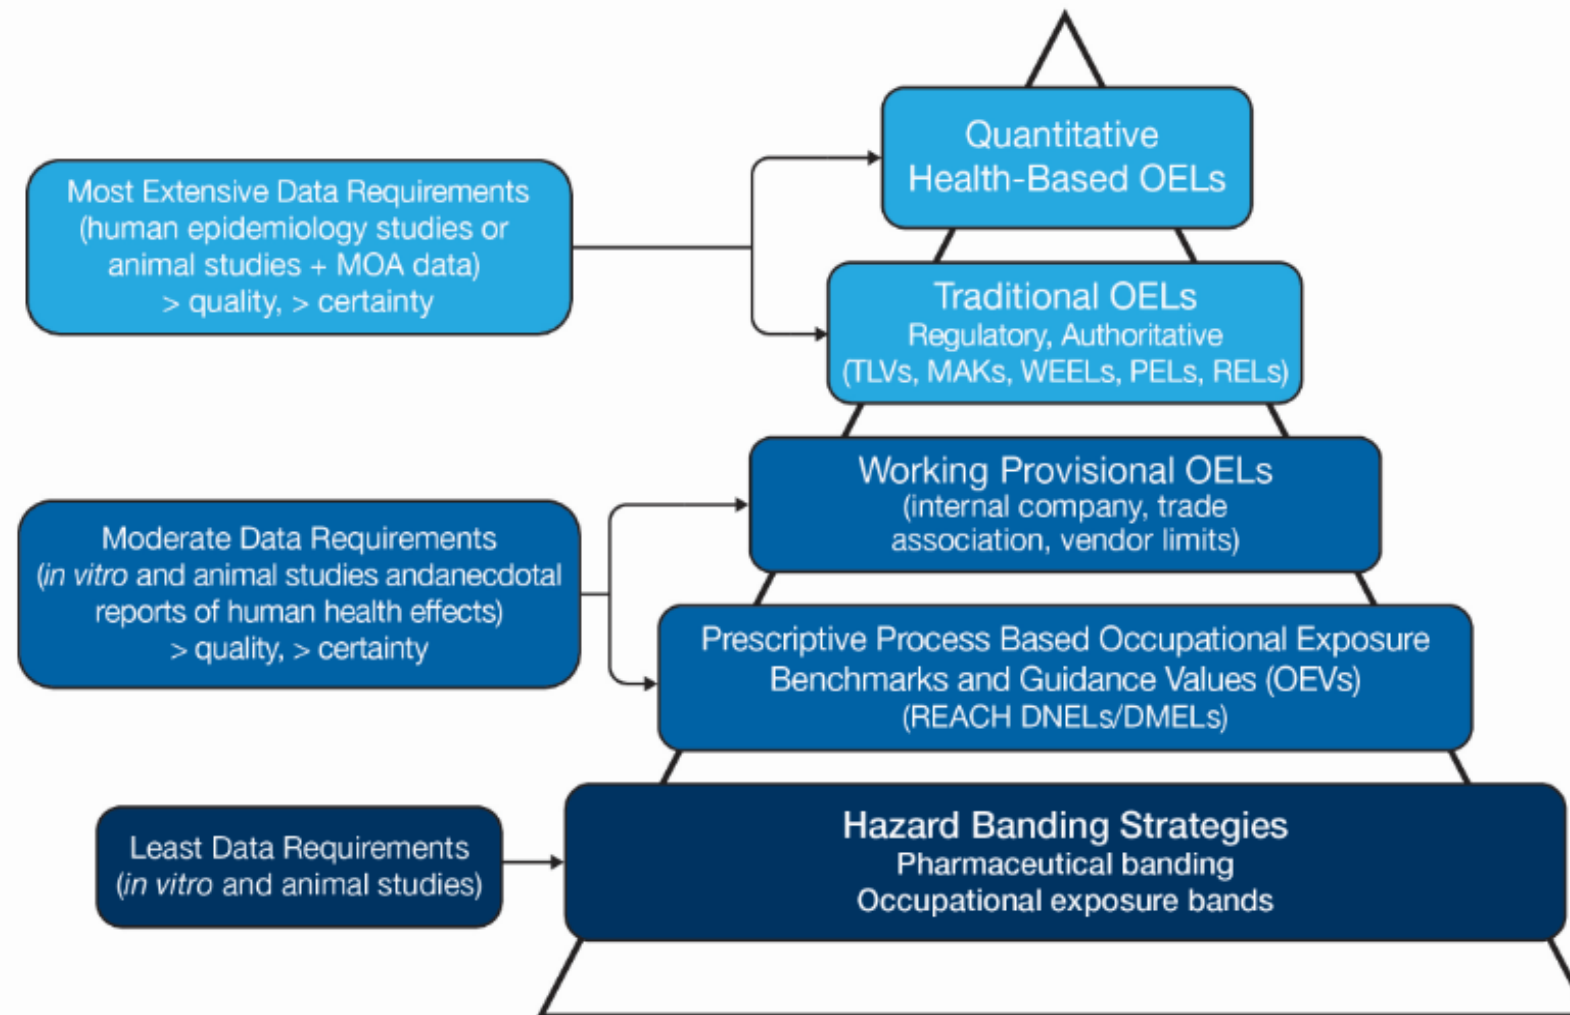 Quantitative
Health-Based OELs
Most Extensive Data Requirements
(human epidemiology studies or
animal studies + MOA data)
> quality, > certainty
Traditional OELs
Regulatory, Authoritative
(TLVs, MAKs, WEELs, PELs, RELs)
Working Provisional OELs
(internal company, trade
association, vendor limits)
Moderate Data Requirements
(in vitro and animal studies andanecdotal
reports of human health effects)
> quality, > certainty
Prescriptive Process Based Occupational Exposure
Benchmarks and Guidance Values (OEVs)
(REACH DNELs/DMELs)
Hazard Banding Strategies
Pharmaceutical banding
Occupational exposure bands
Least Data Requirements
(in vitro and animal studies)